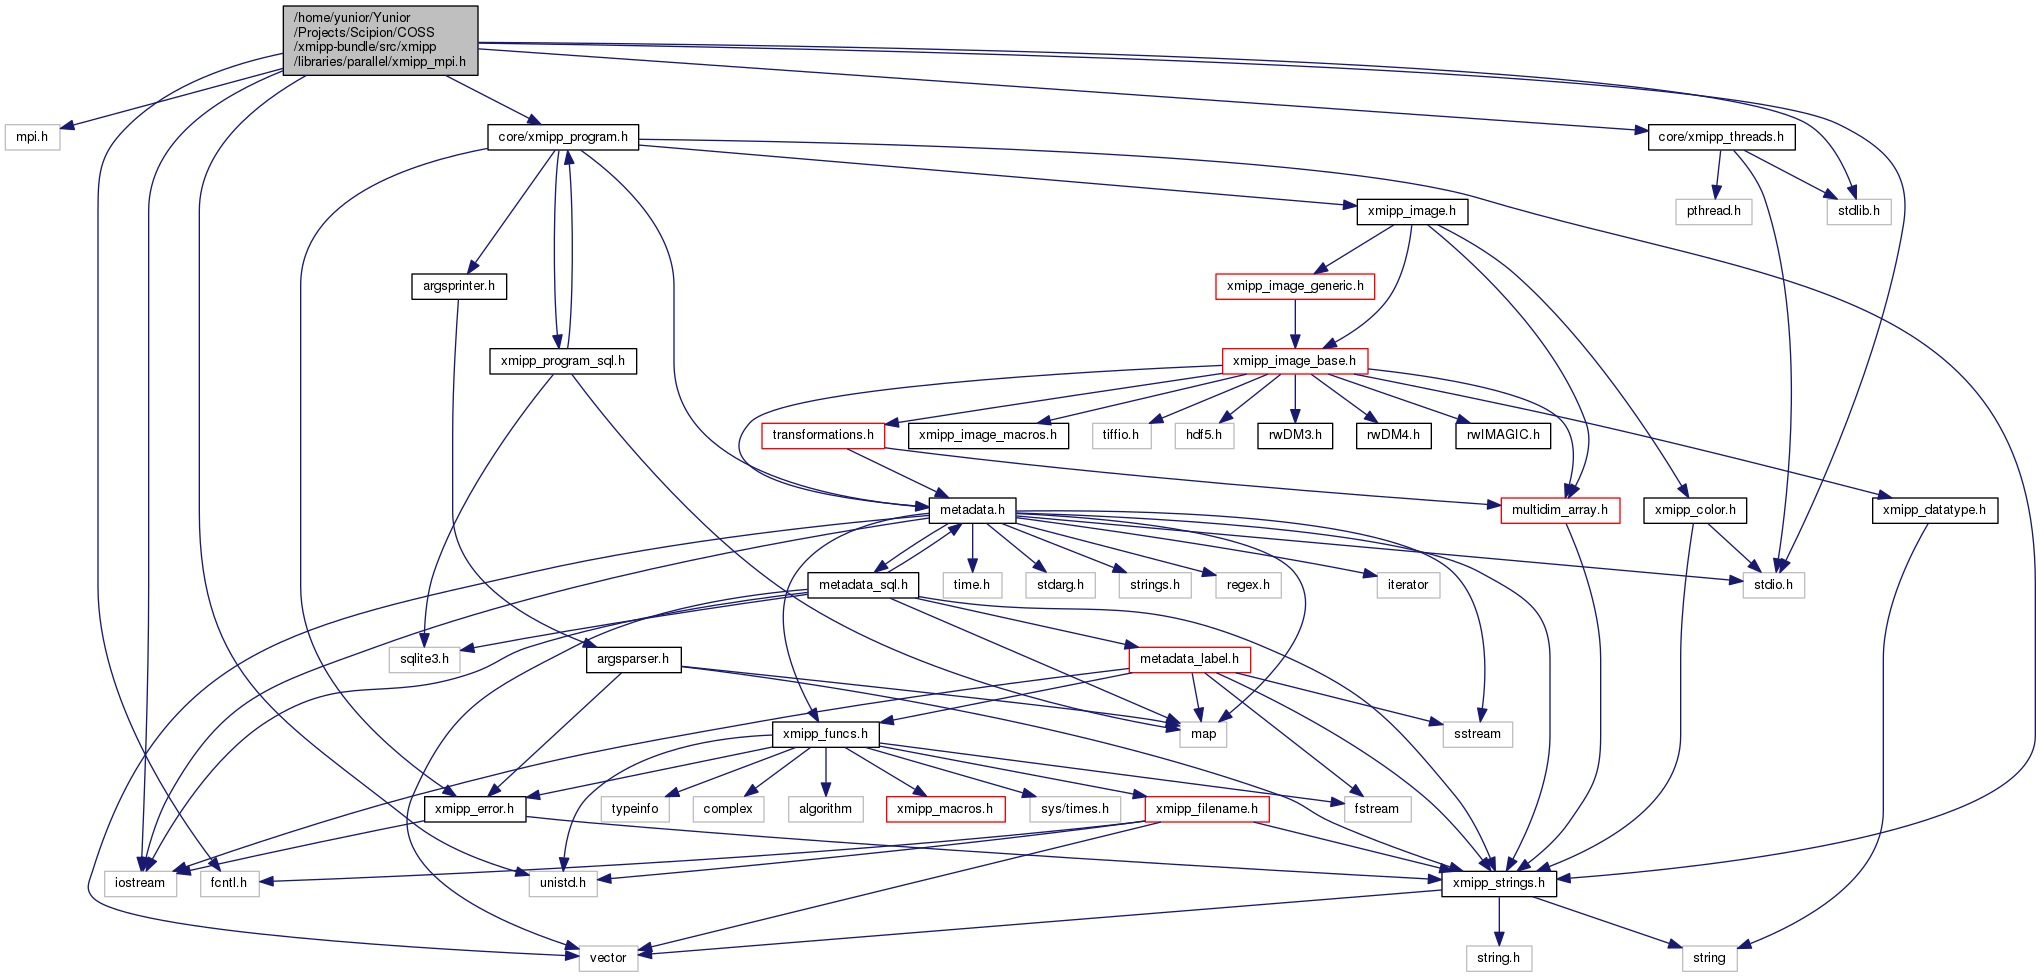 /home/yunior/Yunior
/Projects/Scipion/COSS
/xmipp-bundle/src/xmipp
/libraries/parallel/xmipp_mpi.h
mpi.h
core/xmipp_program.h
core/xmipp_threads.h
xmipp_image.h
pthread.h
stdlib.h
argsprinter.h
xmipp_image_generic.h
xmipp_program_sql.h
xmipp_image_base.h
transformations.h
xmipp_image_macros.h
tiffio.h
hdf5.h
rwDM3.h
rwDM4.h
rwIMAGIC.h
metadata.h
multidim_array.h
xmipp_color.h
xmipp_datatype.h
metadata_sql.h
time.h
stdarg.h
strings.h
regex.h
iterator
stdio.h
sqlite3.h
argsparser.h
metadata_label.h
xmipp_funcs.h
map
sstream
xmipp_error.h
typeinfo
complex
algorithm
xmipp_macros.h
sys/times.h
xmipp_filename.h
fstream
iostream
fcntl.h
unistd.h
xmipp_strings.h
vector
string.h
string